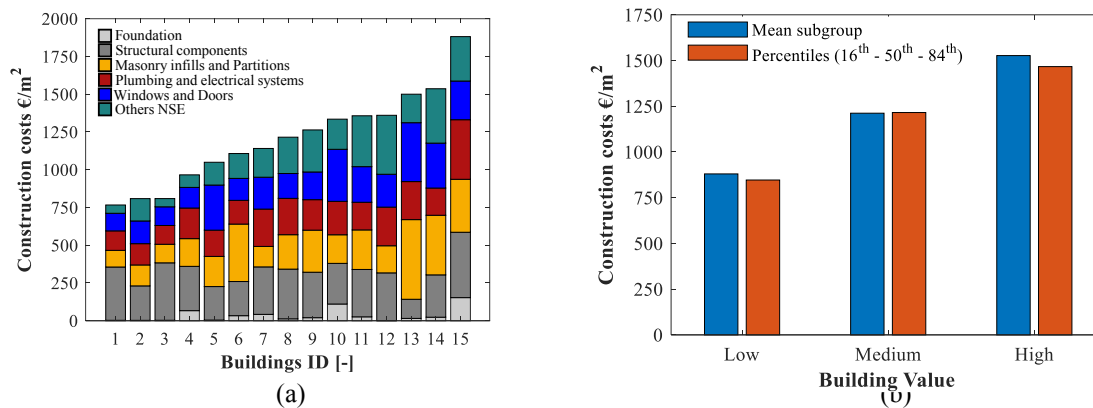 2000
1750
1500
1250
1000
750
500
250
0
Construction costs €/m²
Foundation
Structural components
Masonry infills and Partitions
Plumbing and electrical systems
Windows and Doors
Others NSE
1 2 3 4 5 6 7 8 9 10 11 12 13 14 15
Buildings ID [-]
(a)
1750
1500
1250
1000
750
500
250
0
Construction costs €/m²
Mean subgroup
Percentiles (16th - 50th - 84th)
Low Medium High
Building Value
(b)